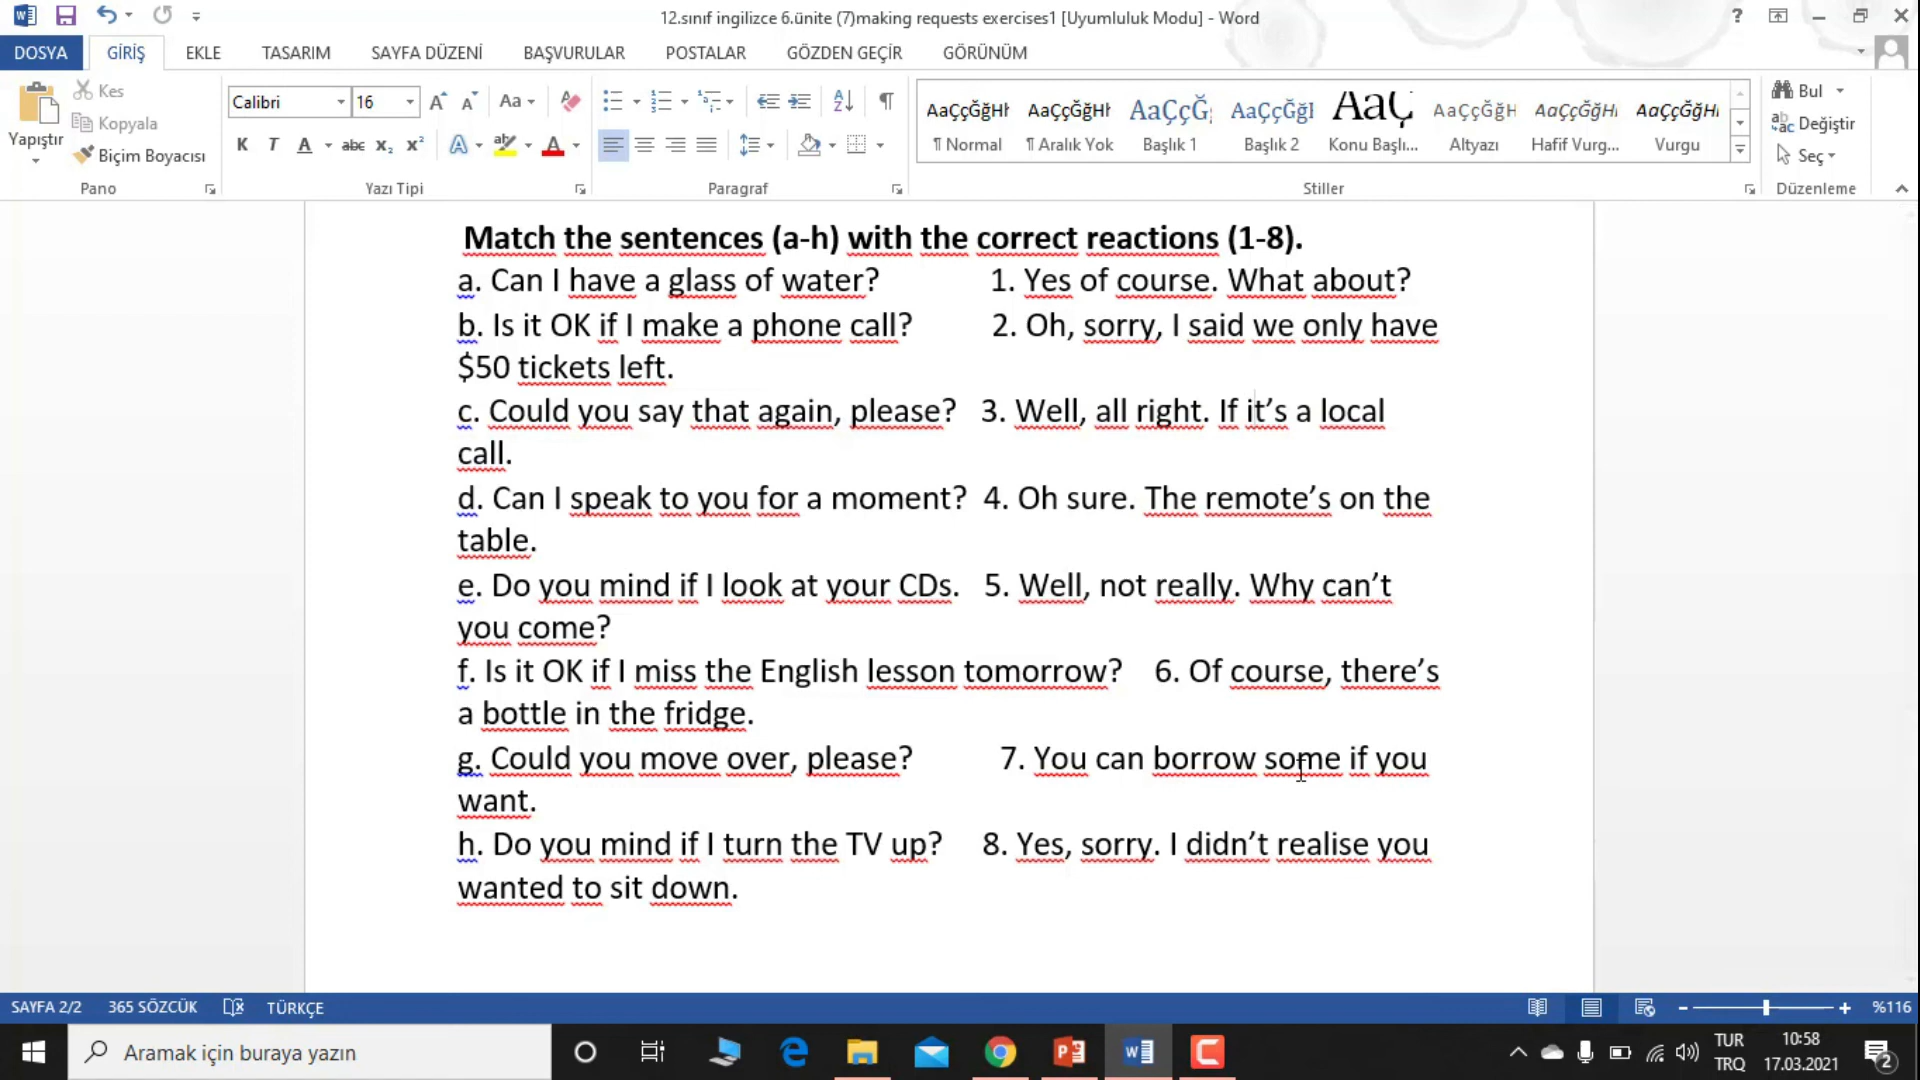 12.sınıf ingilizce 6.ünite (7)making requests exercises1 [Uyumluluk Modu] - Word
DOSYA GİRİŞ EKLE TASARIM SAYFA DÜZENİ BAŞVURULAR POSTALAR GÖZDEN GEÇİR GÖRÜNÜM
Yapıştır
Kes
Kopyala
Biçim Boyacısı
Pano
Calibri 16
Yazı Tipi
Paragraf
AaÇçĞğHł AaÇçĞğHł AaÇçĞ AaÇçĞğl AaÇ AaÇçĞğH AaÇçĞğHł AaÇçĞğHł
¶ Normal ¶ Aralık Yok Başlık 1 Başlık 2 Konu Başlı... Altyazı Hafif Vurg... Vurgu
Stiller
Bul
Değiştir
Seç
Düzenleme
Match the sentences (a-h) with the correct reactions (1-8).
a. Can I have a glass of water? 1. Yes of course. What about?
b. Is it OK if I make a phone call? 2. Oh, sorry, I said we only have
$50 tickets left.
c. Could you say that again, please? 3. Well, all right. If it’s a local
call.
d. Can I speak to you for a moment? 4. Oh sure. The remote’s on the
table.
e. Do you mind if I look at your CDs. 5. Well, not really. Why can’t
you come?
f. Is it OK if I miss the English lesson tomorrow? 6. Of course, there’s
a bottle in the fridge.
g. Could you move over, please? 7. You can borrow some if you
want.
h. Do you mind if I turn the TV up? 8. Yes, sorry. I didn’t realise you
wanted to sit down.
SAYFA 2/2 365 SÖZCÜK TÜRKÇE %116
Aramak için buraya yazın
TUR
TRQ
10:58
17.03.2021
2